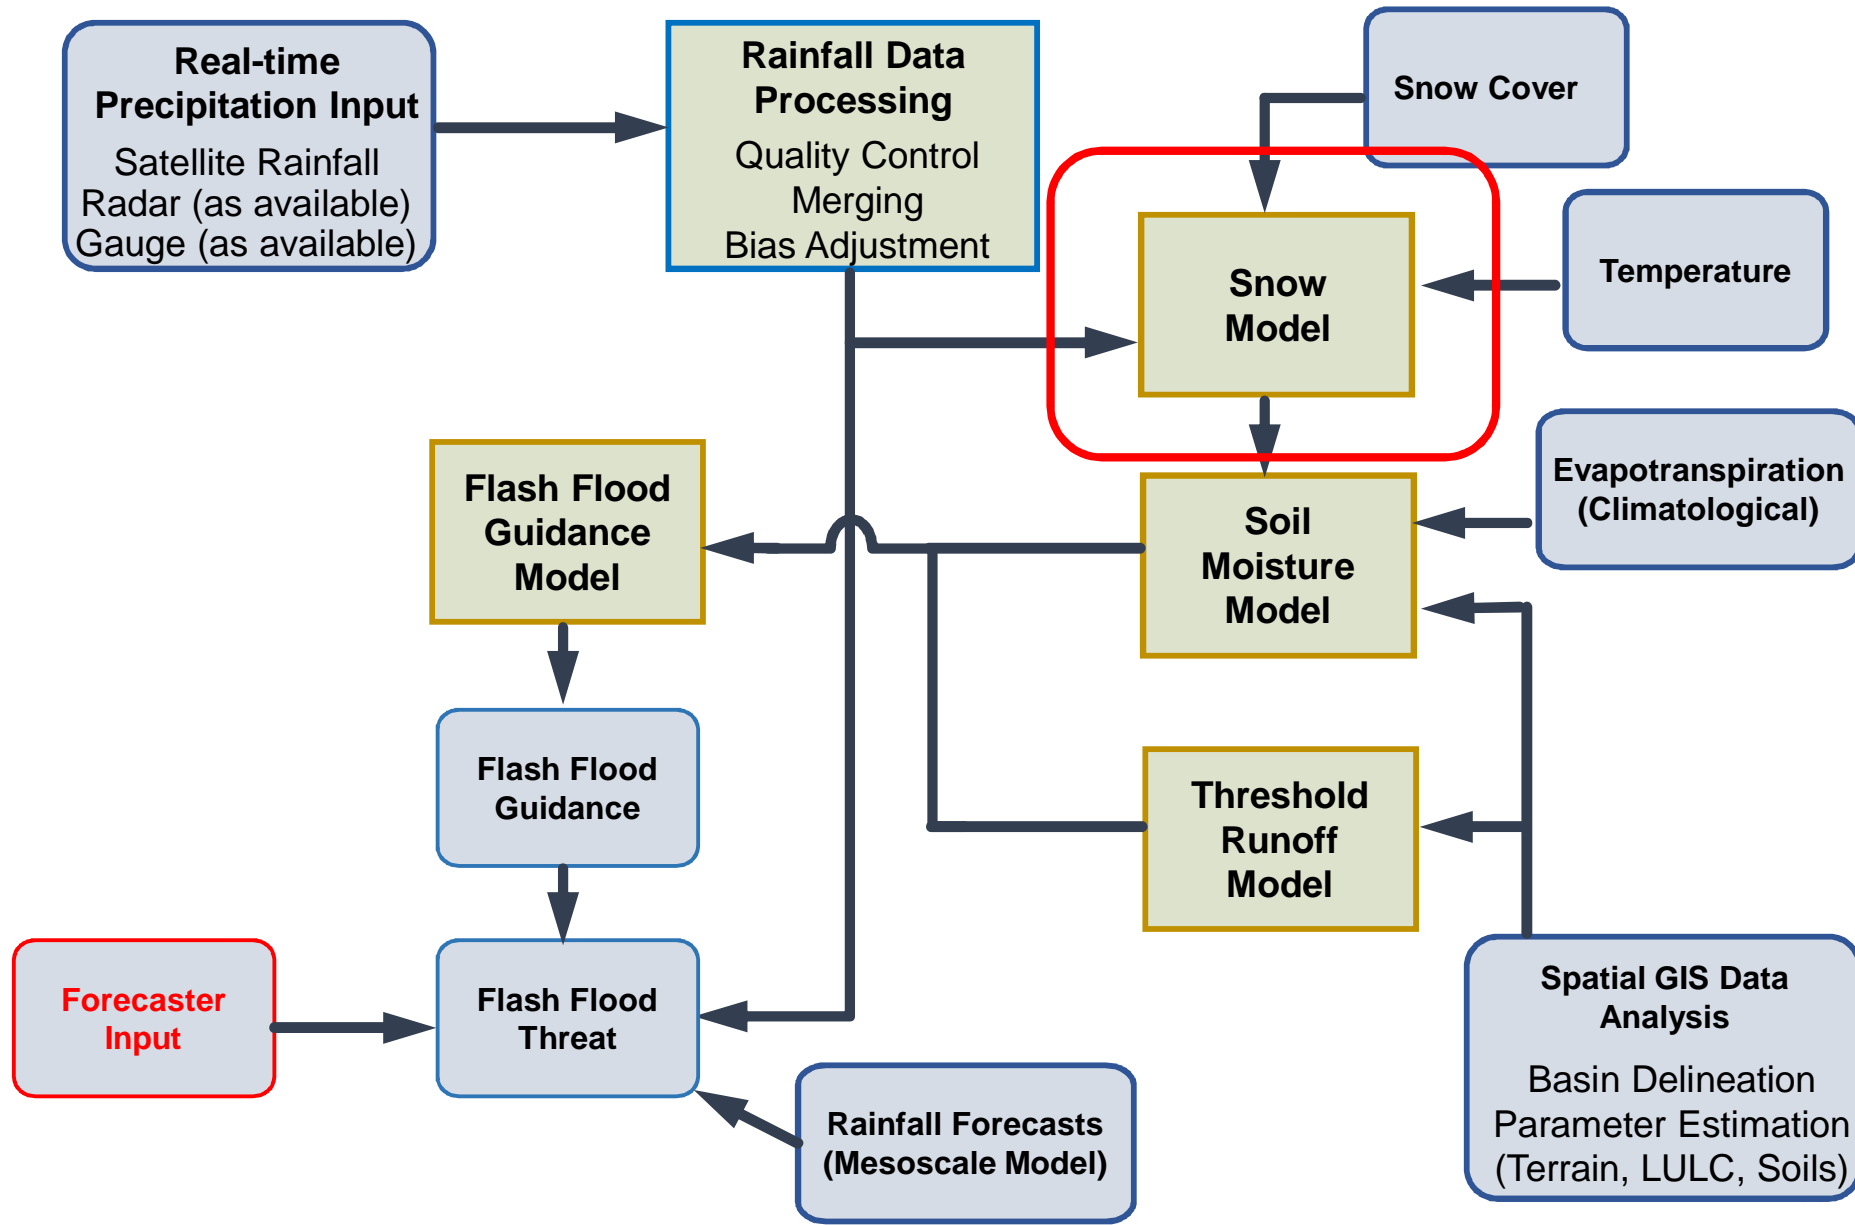 Real-time
Precipitation Input
Satellite Rainfall
Radar (as available)
Gauge (as available)
Rainfall Data
Processing
Quality Control
Merging
Bias Adjustment
Snow Cover
Snow
Model
Temperature
Flash Flood
Guidance
Model
Soil
Moisture
Model
Evapotranspiration
(Climatological)
Flash Flood
Guidance
Threshold
Runoff
Model
Forecaster
Input
Flash Flood
Threat
Rainfall Forecasts
(Mesoscale Model)
Spatial GIS Data
Analysis
Basin Delineation
Parameter Estimation
(Terrain, LULC, Soils)